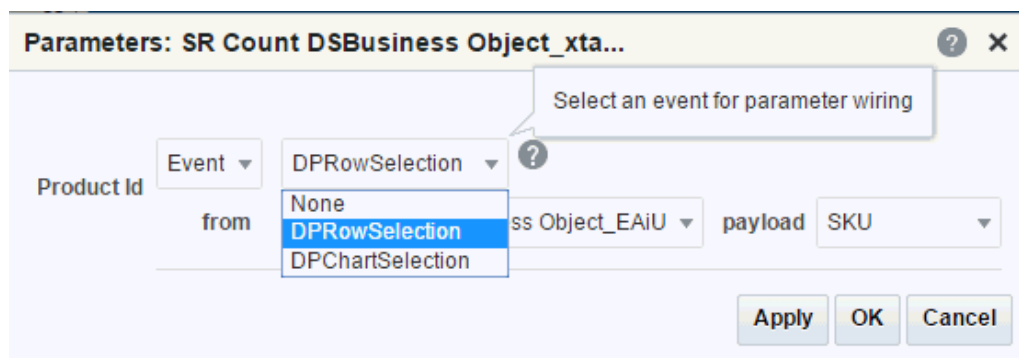 Parameters: SR Count DSBusiness Object_xta...
Select an event for parameter wiring
Product Id
Event
DPRowSelection
None
DPRowSelection
DPChartSelection
from
ss Object_EAiU
payload
SKU
Apply
OK
Cancel